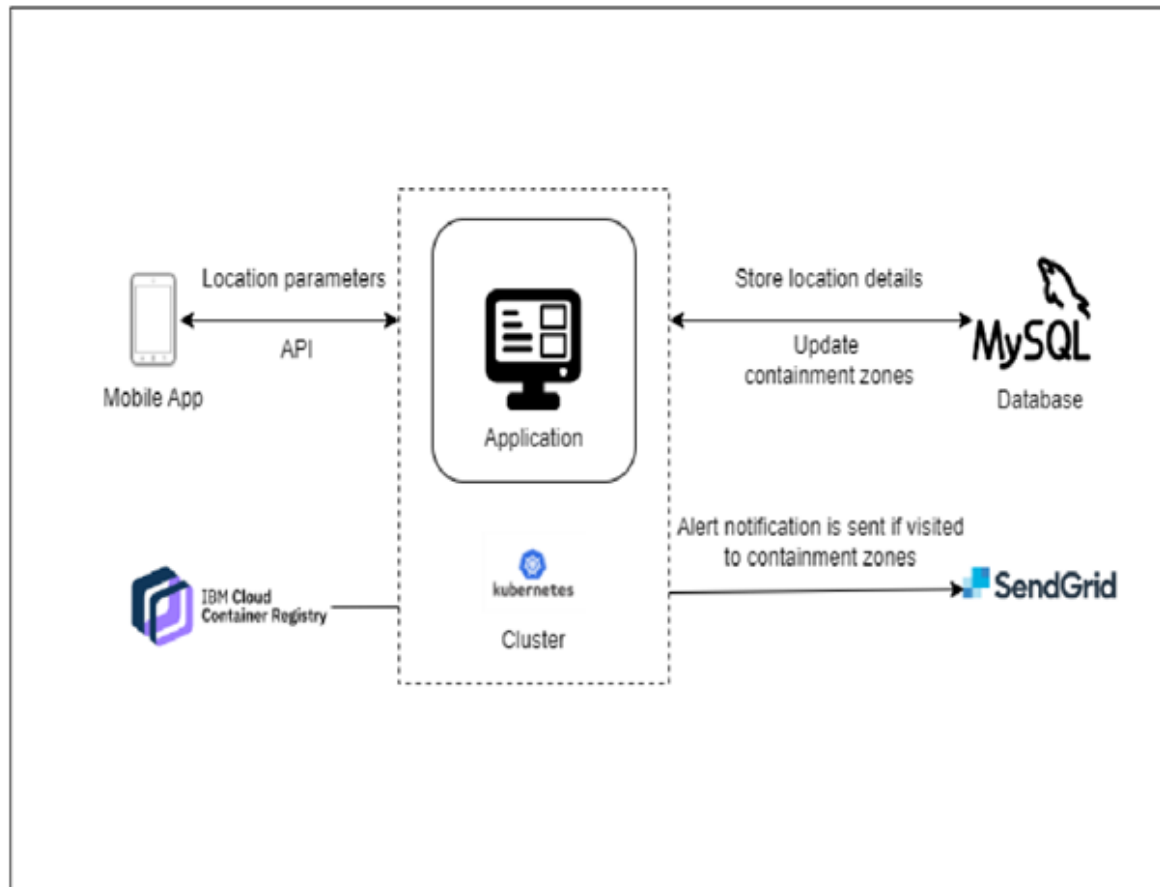 Location parameters
API
Mobile App
Application
Store location details
Update
containment zones
MySQL
Database
IBM Cloud
Container Registry
kubernetes
Cluster
Alert notification is sent if visited
to containment zones
SendGrid